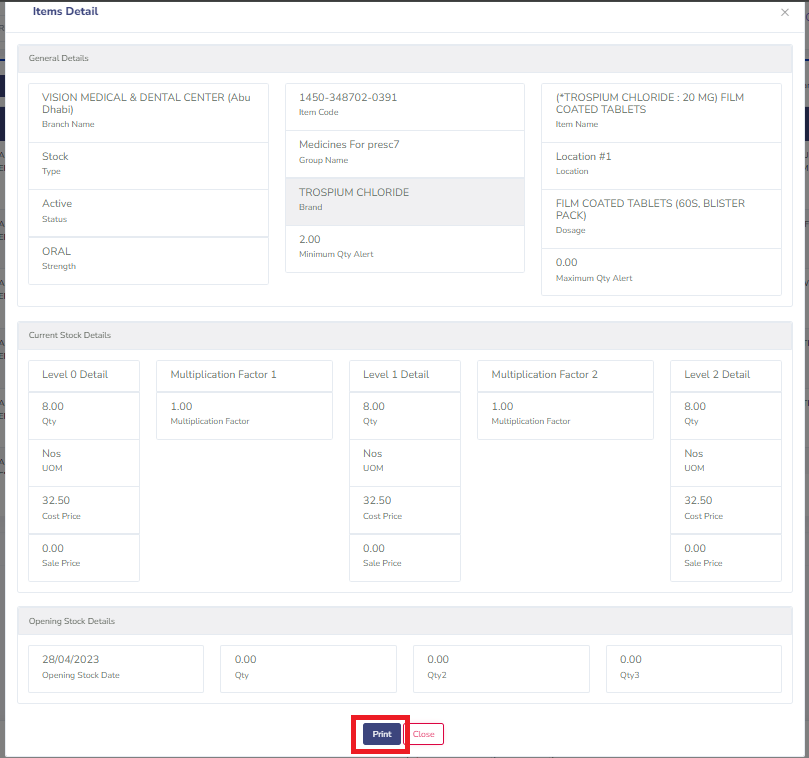 Items Detail
×
General Details
VISION MEDICAL & DENTAL CENTER (Abu
Dhabi)
Branch Name
Stock
Type
Active
Status
ORAL
Strength
1450-348702-0391
Item Code
Medicines For presc7
Group Name
TROSPIUM CHLORIDE
Brand
2.00
Minimum Qty Alert
(*TROSPIUM CHLORIDE : 20 MG) FILM
COATED TABLETS
Item Name
Location #1
Location
FILM COATED TABLETS (60S, BLISTER
PACK)
Dosage
0.00
Maximum Qty Alert
Current Stock Details
Level 0 Detail
8.00
Qty
Nos
UOM
32.50
Cost Price
0.00
Sale Price
Multiplication Factor 1
1.00
Multiplication Factor
Level 1 Detail
8.00
Qty
Nos
UOM
32.50
Cost Price
0.00
Sale Price
Multiplication Factor 2
1.00
Multiplication Factor
Level 2 Detail
8.00
Qty
Nos
UOM
32.50
Cost Price
0.00
Sale Price
Opening Stock Details
28/04/2023
Opening Stock Date
0.00
Qty
0.00
Qty2
0.00
Qty3
Print
Close